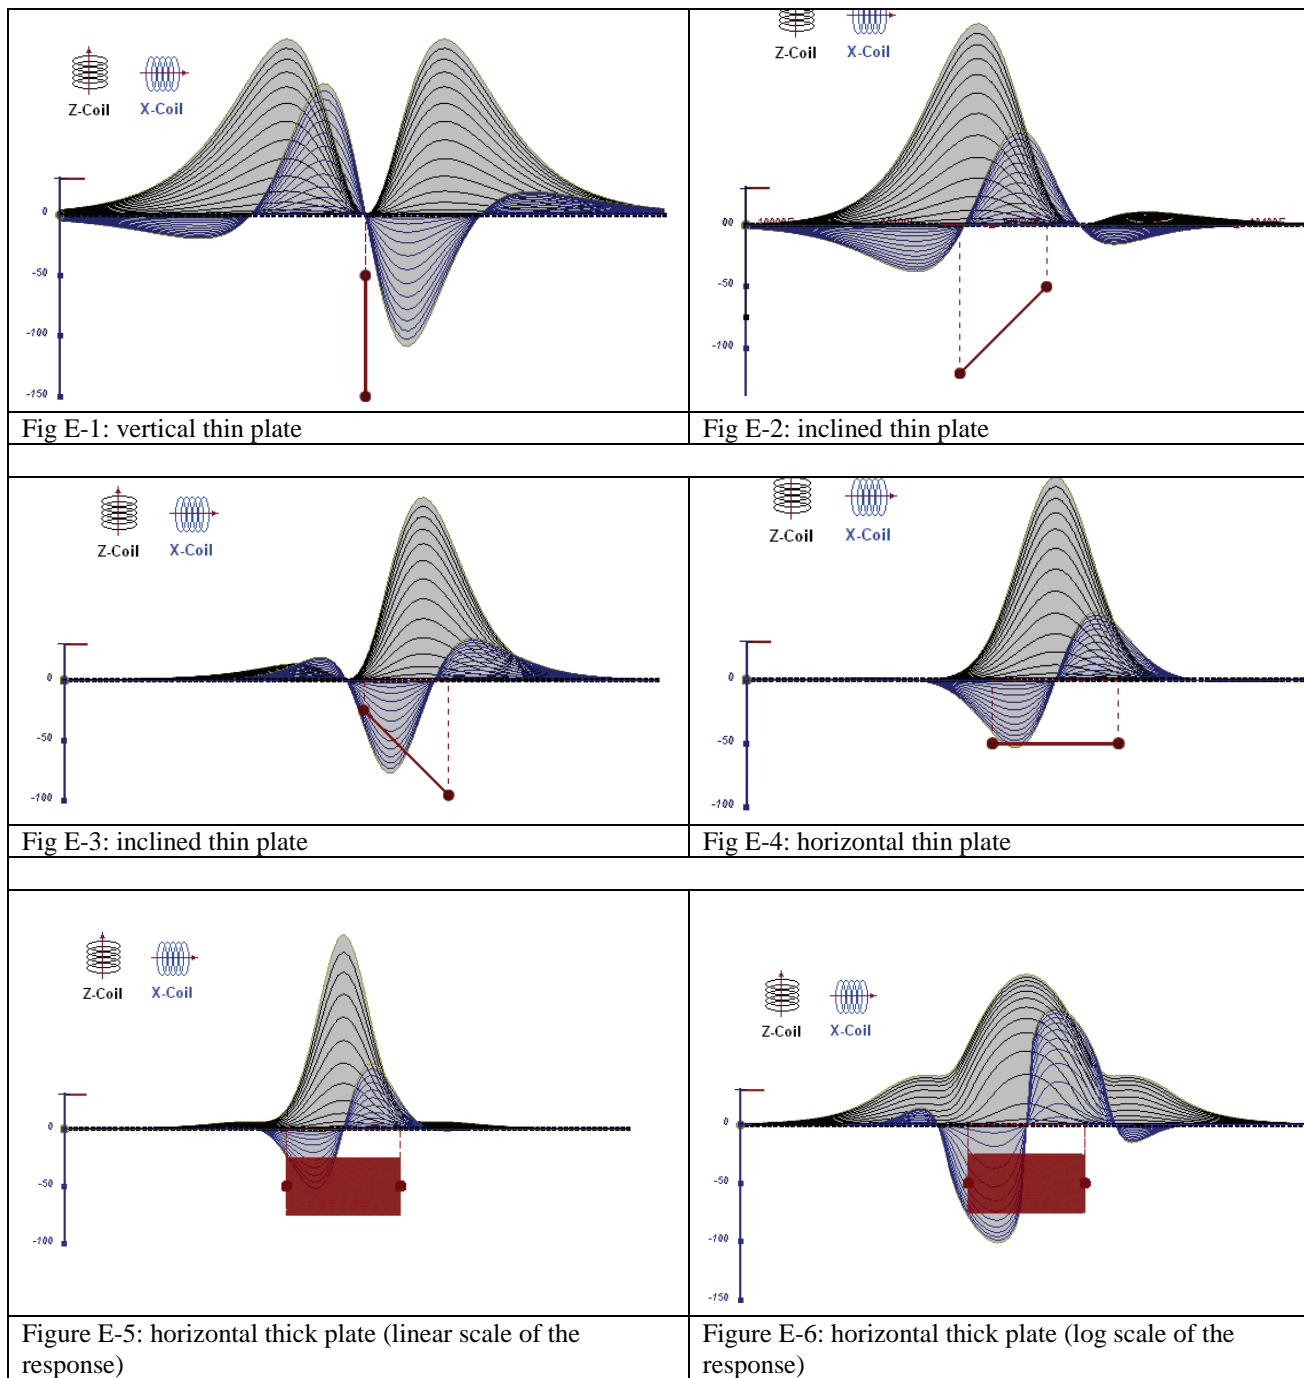 Z-Coil X-Coil
0
-50
-100
-150
Fig E-1: vertical thin plate
Z-Coil X-Coil
00
-50
-100
Fig E-2: inclined thin plate
Z-Coil X-Coil
0
-50
-100
Fig E-3: inclined thin plate
Z-Coil X-Coil
0
-50
-100
Fig E-4: horizontal thin plate
Z-Coil X-Coil
0
-50
-100
Figure E-5: horizontal thick plate (linear scale of the
response)
Z-Coil X-Coil
0
-50
-100
-150
Figure E-6: horizontal thick plate (log scale of the
response)